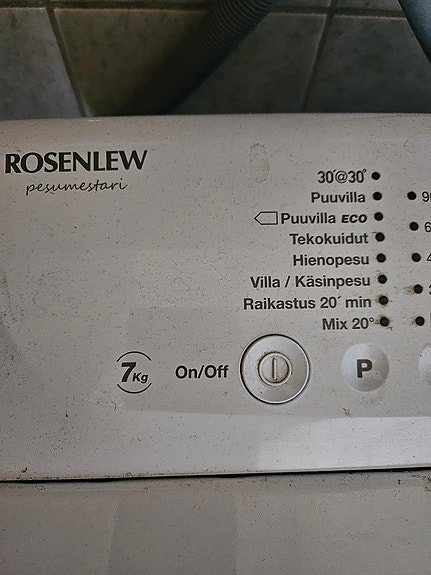 ROSENLEW
pesumestari
30'@30°
Puuvilla
Puuvilla ECO
Tekokuidut
Hienopesu
Villa / Käsinpesu
Raikastus 20´ min
Mix 20°
7Kg
On/Off
P